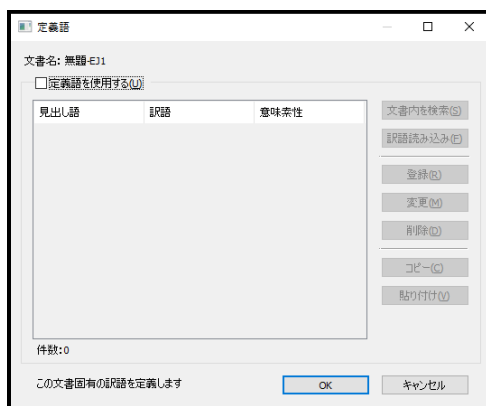 定義語
文書名: 無題-EJ1
定義語を使用する(U)
見出し語 訳語 意味素性
文書内を検索(S)
訳語読み込み(F)
登録(R)
変更(M)
削除(D)
コピー(C)
貼り付け(V)
件数:0
この文書固有の訳語を定義します
OK キャンセル